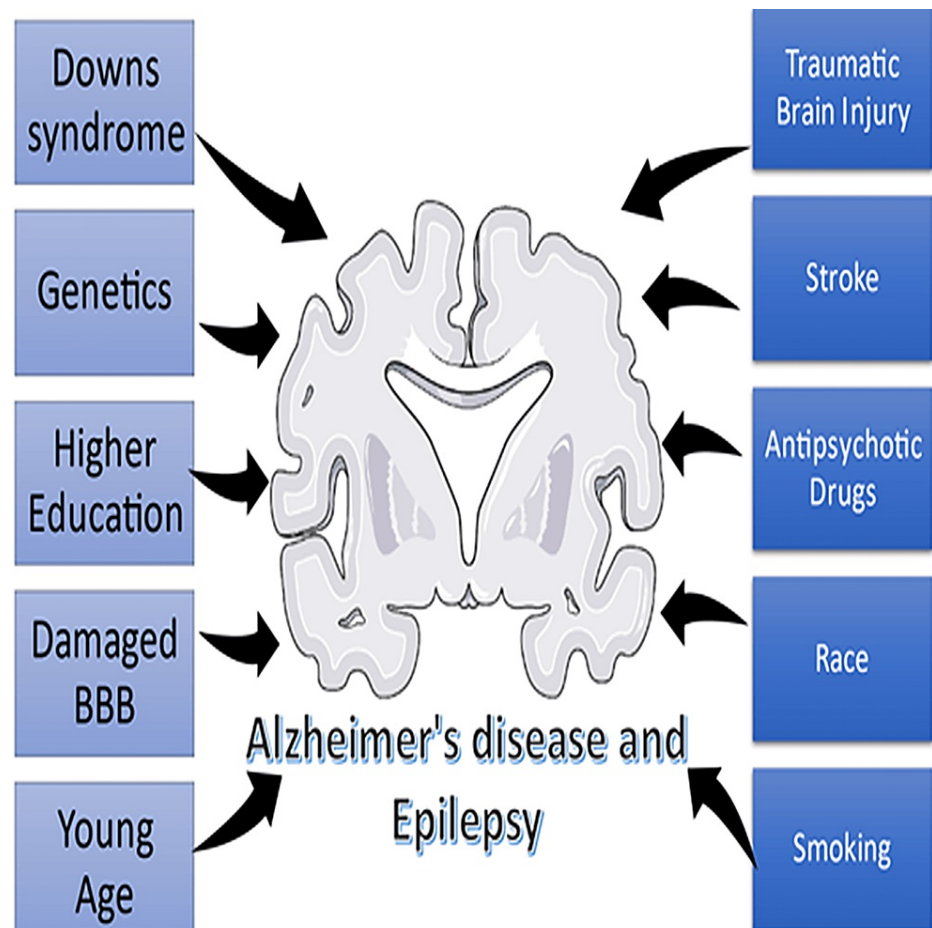 Downs
syndrome
Genetics
Higher
Education
Damaged
BBB
Young
Age
Traumatic
Brain Injury
Stroke
Antipsychotic
Drugs
Race
Smoking
Alzheimer's disease and
Epilepsy